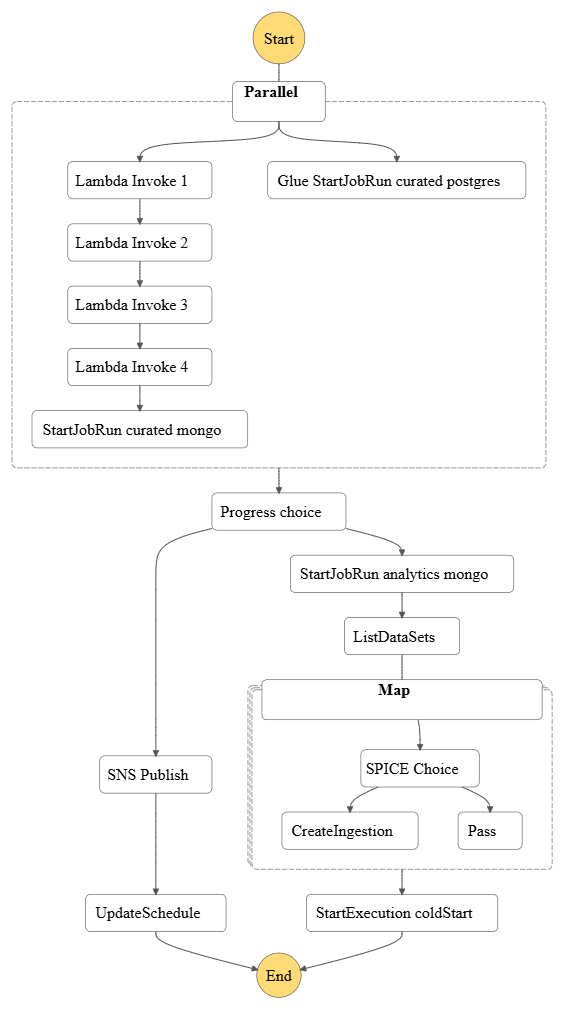 Start
Parallel
Lambda Invoke 1
Glue StartJobRun curated postgres
Lambda Invoke 2
Lambda Invoke 3
Lambda Invoke 4
StartJobRun curated mongo
Progress choice
StartJobRun analytics mongo
ListDataSets
Map
SPICE Choice
SNS Publish
CreateIngestion
Pass
UpdateSchedule
StartExecution coldStart
End